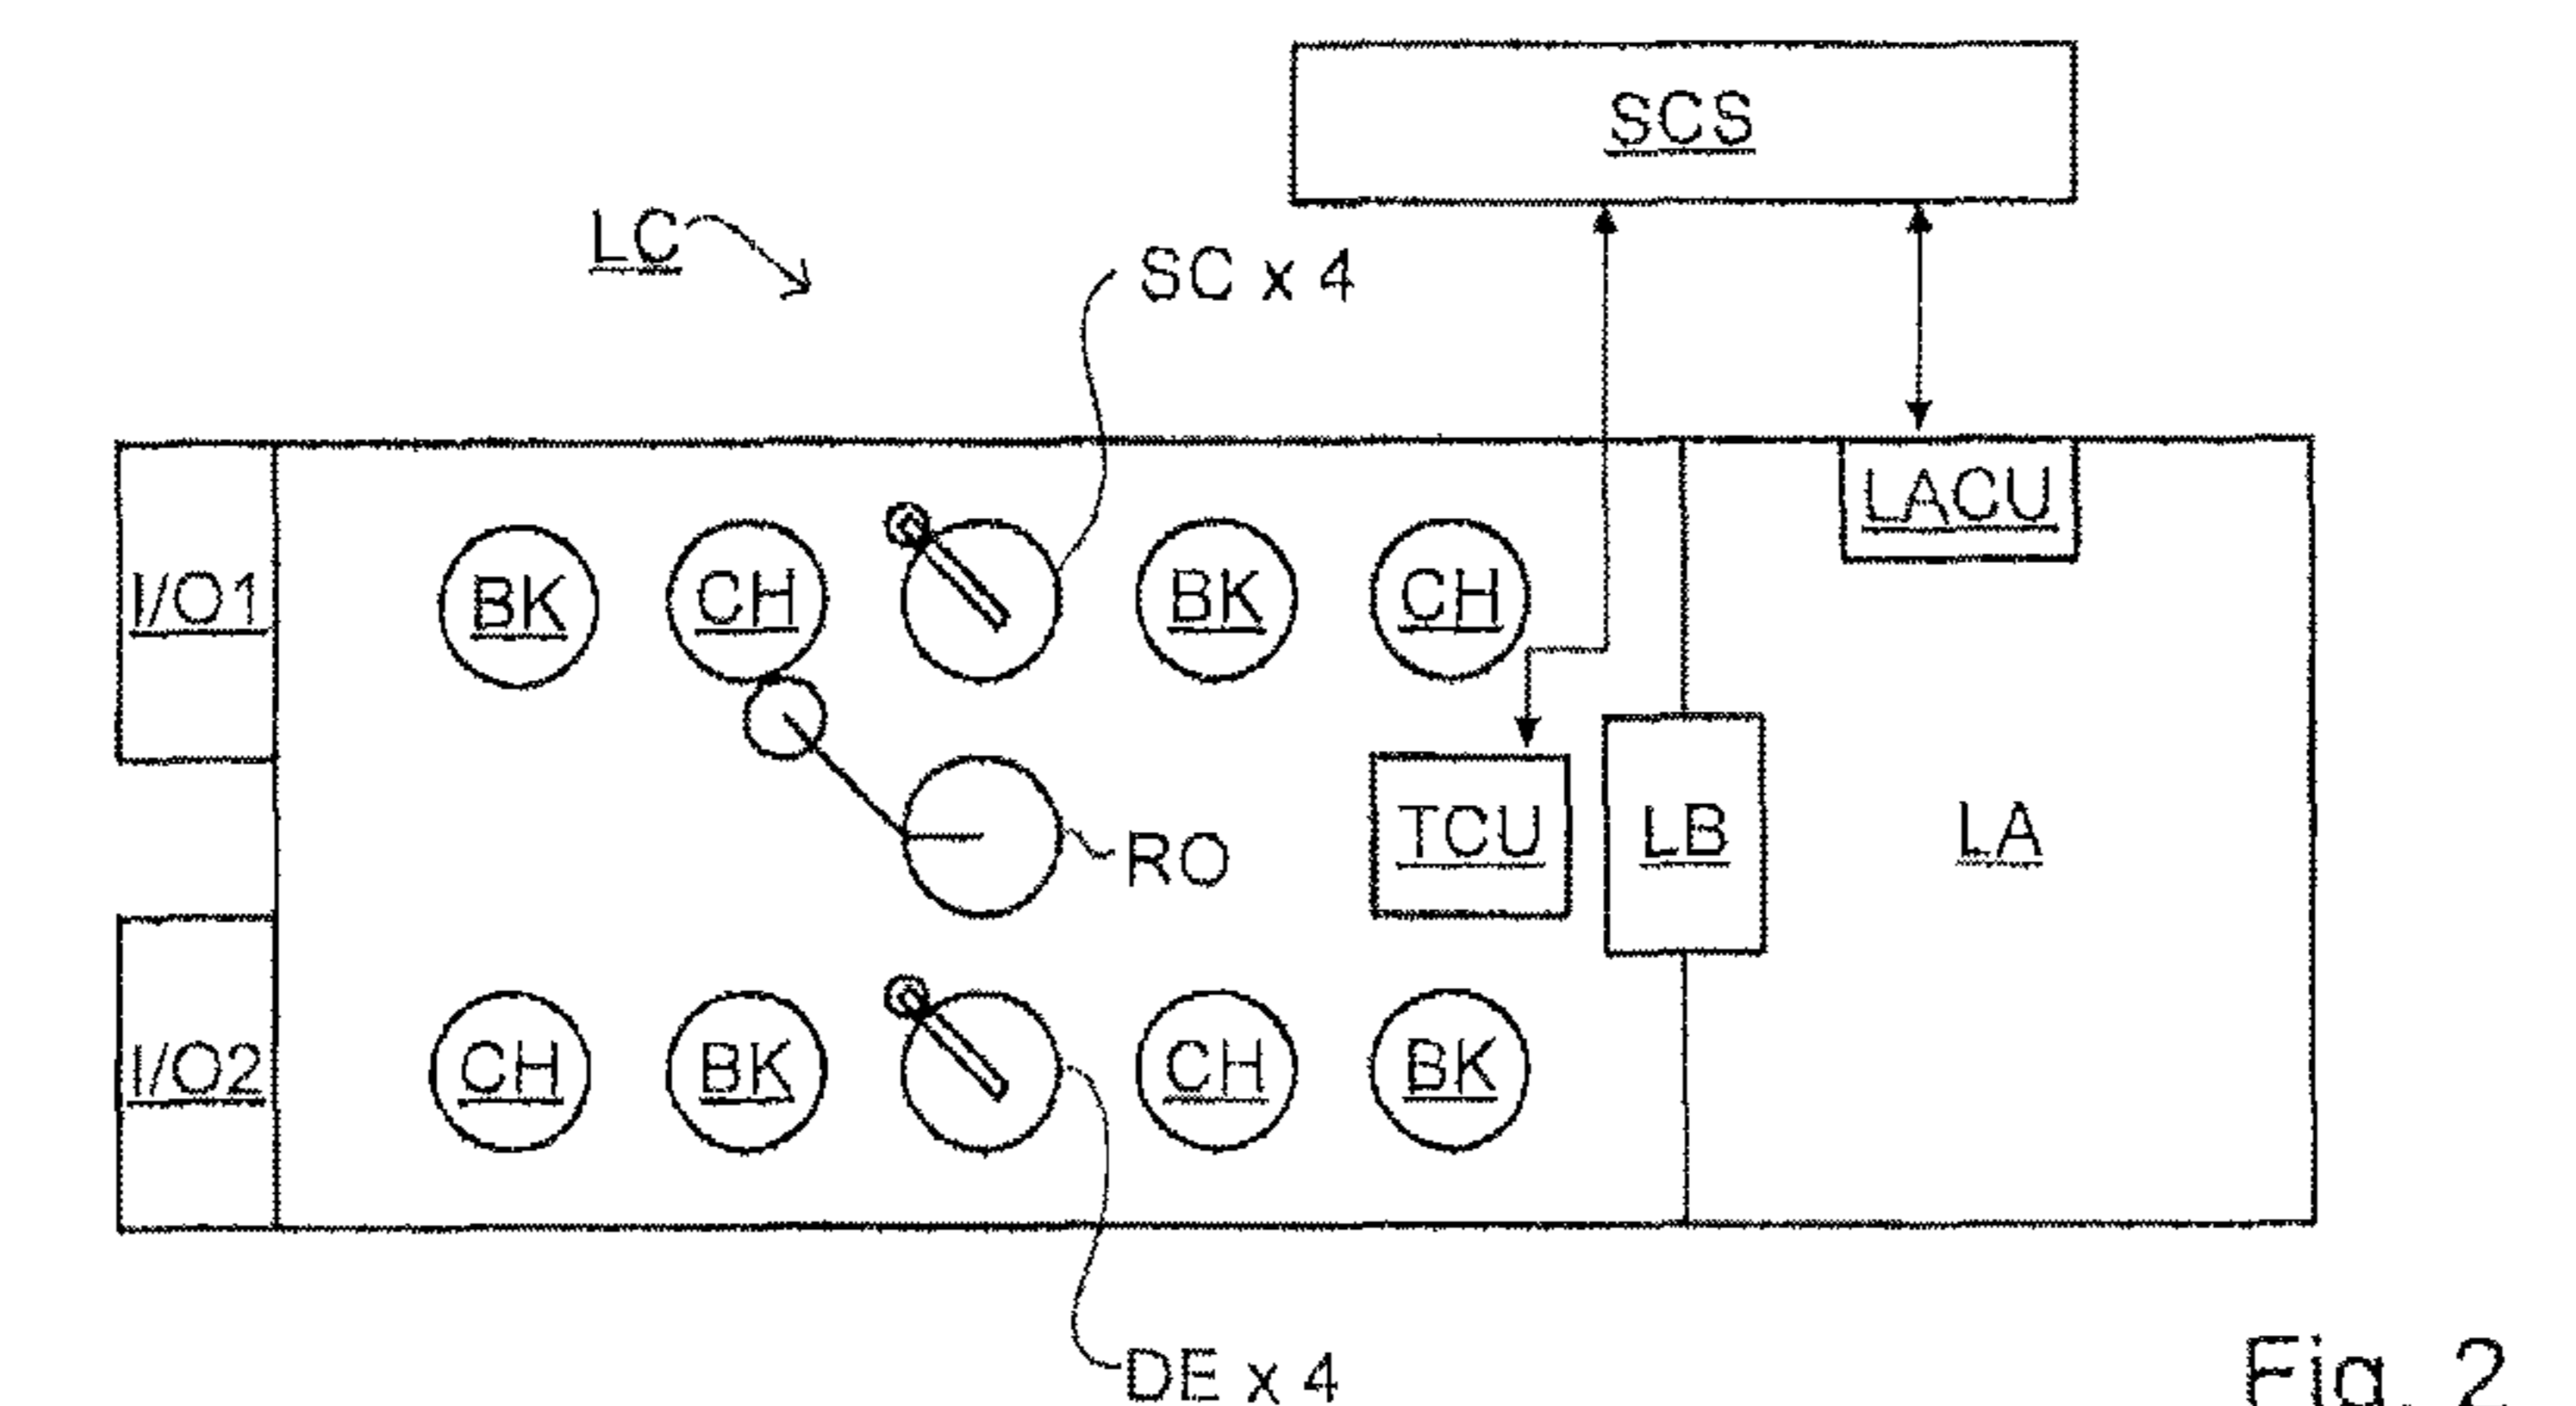 SCS
LC
SC x 4
LACU
I/O1
BK
CH
BK
CH
TCU
LB
LA
RO
I/O2
CH
BK
CH
BK
DE x 4
Fig. 2